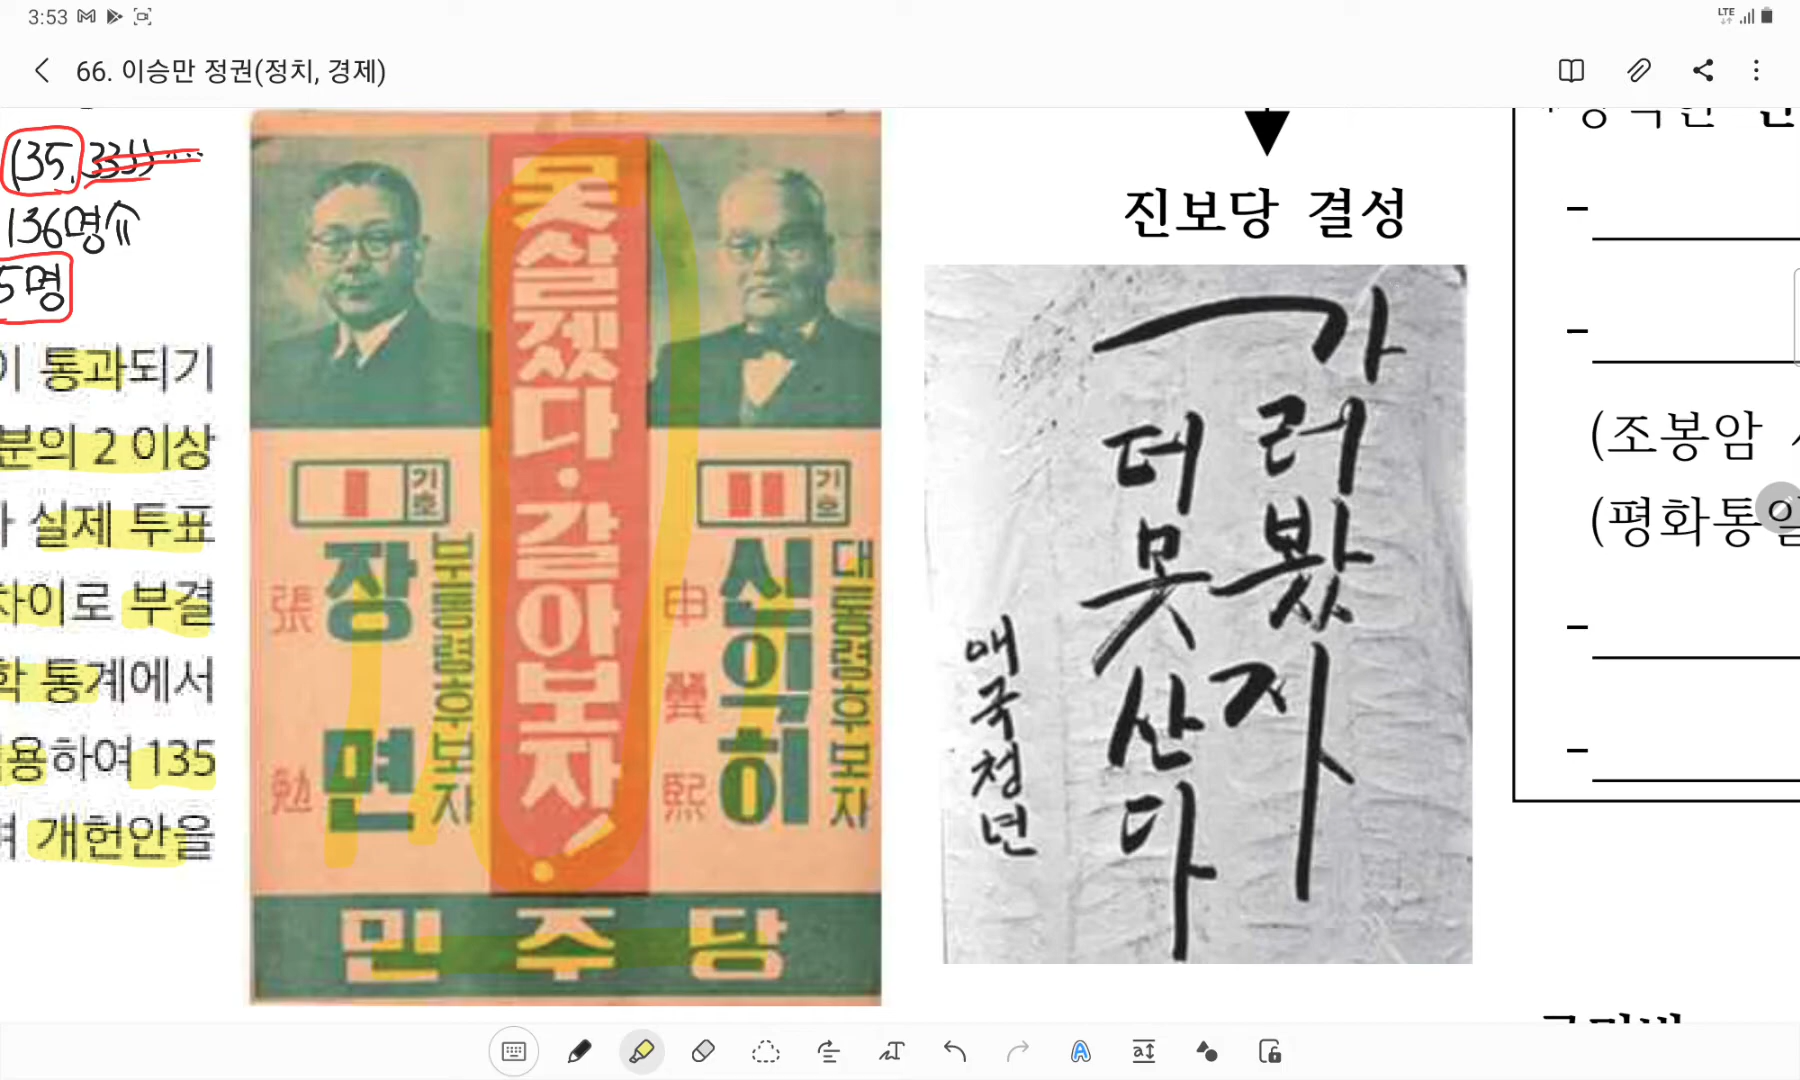 3:53
LTE
66. 이승만 정권(정치, 경제)
(35.
136명
5명
이 통과되기
분의 2 이상
실제 투표
차이로 부결
학 통계에서
용하여 135
개헌안을
못살겠다·갈아보자!
기호
기호
부통령후보자
장면
張勉
대통령후보자
신익희
申翼熙
민주당
진보당 결성
가러봤자
더못산다
애국청년
(조봉암
(평화통일